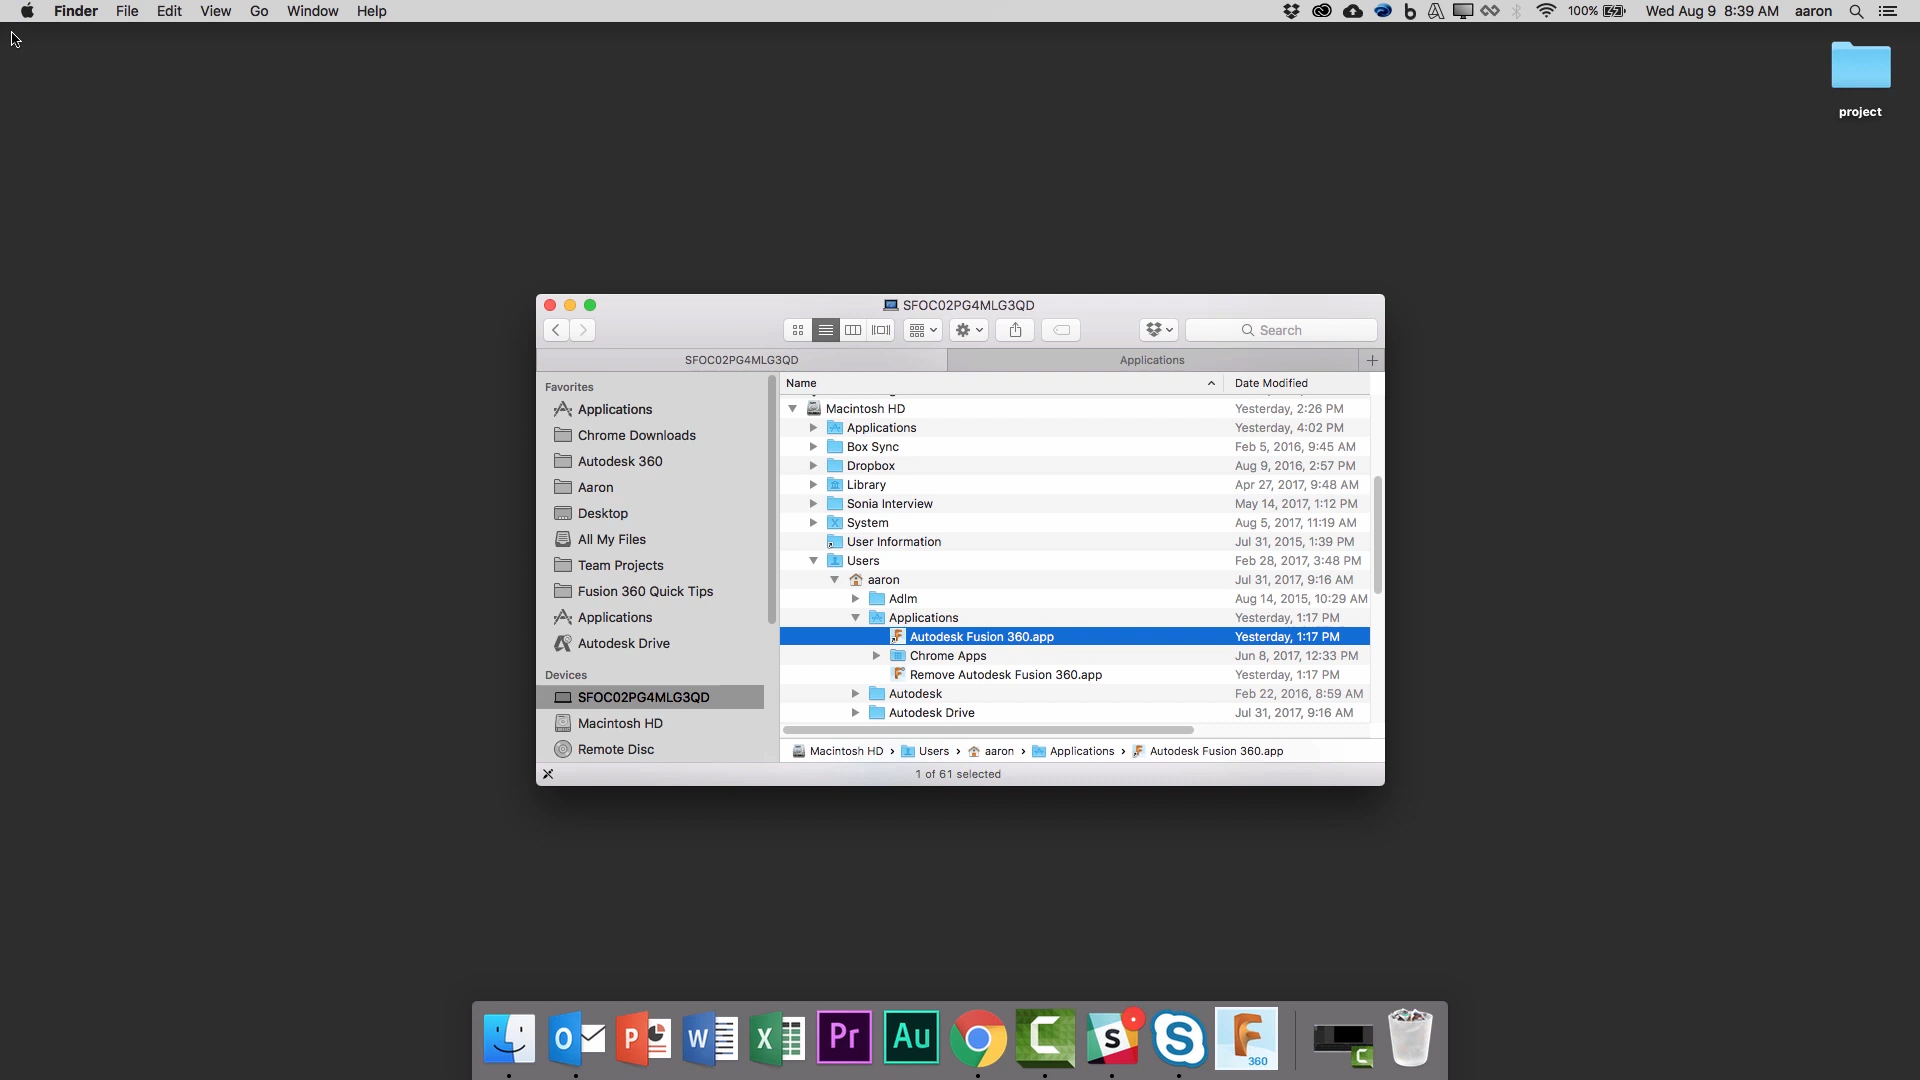 Finder File Edit View Go Window Help
100% Wed Aug 9 8:39 AM aaron
project
SFOC02PG4MLG3QD
Search
SFOC02PG4MLG3QD Applications
Favorites
Applications
Chrome Downloads
Autodesk 360
Aaron
Desktop
All My Files
Team Projects
Fusion 360 Quick Tips
Applications
Autodesk Drive
Devices
SFOC02PG4MLG3QD
Macintosh HD
Remote Disc
Name Date Modified
Macintosh HD Yesterday, 2:26 PM
Applications Yesterday, 4:02 PM
Box Sync Feb 5, 2016, 9:45 AM
Dropbox Aug 9, 2016, 2:57 PM
Library Apr 27, 2017, 9:48 AM
Sonia Interview May 14, 2017, 1:12 PM
System Aug 5, 2017, 11:19 AM
User Information Jul 31, 2015, 1:39 PM
Users Feb 28, 2017, 3:48 PM
aaron Jul 31, 2017, 9:16 AM
Adlm Aug 14, 2015, 10:29 AM
Applications Yesterday, 1:17 PM
Autodesk Fusion 360.app Yesterday, 1:17 PM
Chrome Apps Jun 8, 2017, 12:33 PM
Remove Autodesk Fusion 360.app Yesterday, 1:17 PM
Autodesk Feb 22, 2016, 8:59 AM
Autodesk Drive Jul 31, 2017, 9:16 AM
Macintosh HD › Users › aaron › Applications › Autodesk Fusion 360.app
1 of 61 selected
O P W X Pr Au C S S F 360 C